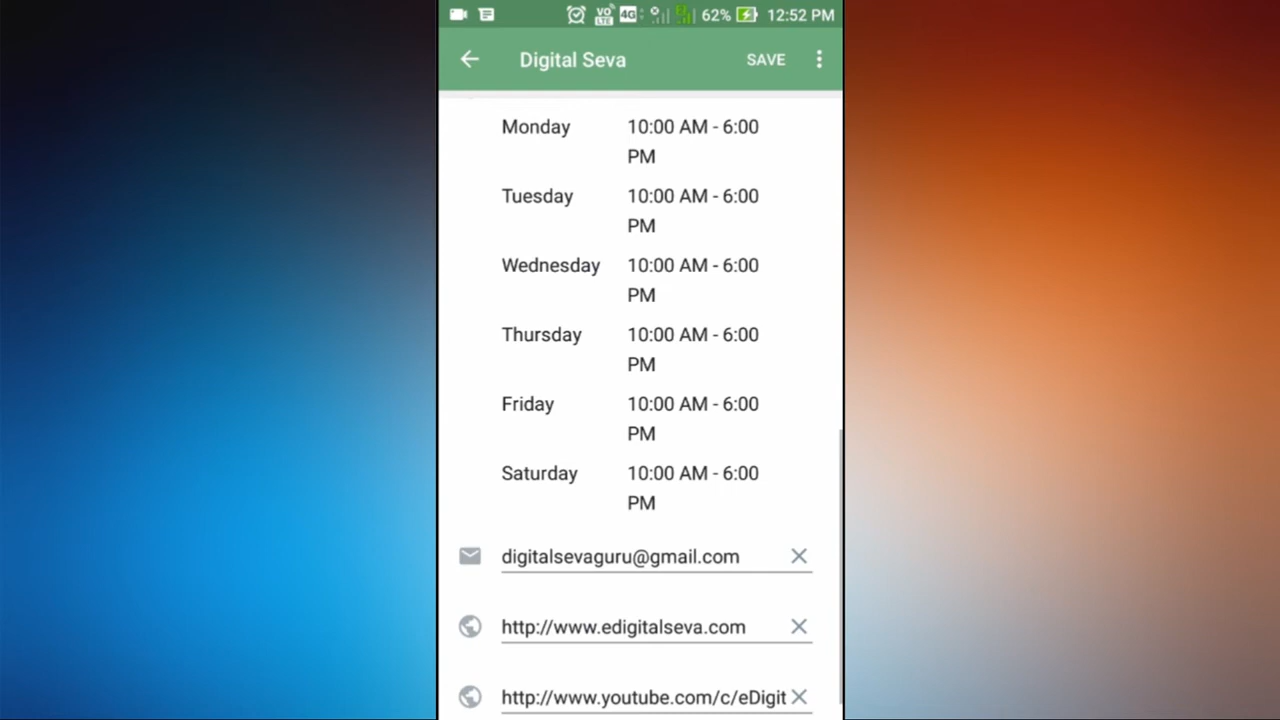 VO LTE 4G 62% 12:52 PM
Digital Seva SAVE
Monday 10:00 AM - 6:00 PM
Tuesday 10:00 AM - 6:00 PM
Wednesday 10:00 AM - 6:00 PM
Thursday 10:00 AM - 6:00 PM
Friday 10:00 AM - 6:00 PM
Saturday 10:00 AM - 6:00 PM
digitalsevaguru@gmail.com
http://www.edigitalseva.com
http://www.youtube.com/c/eDigit